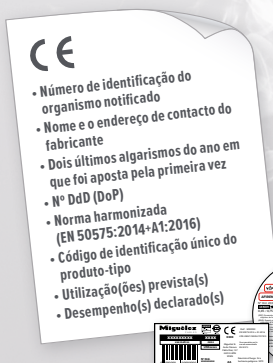 CE
• Número de identificação do
organismo notificado
• Nome e o endereço de contacto do
fabricante
• Dois últimos algarismos do ano em
que foi aposta pela primeira vez
• Nº DdD (DoP)
• Norma harmonizada
(EN 50575:2014+A1:2016)
• Código de identificação único do
produto-tipo
• Utilização(ões) prevista(s)
• Desempenho(s) declarado(s)
Miguélez
CE